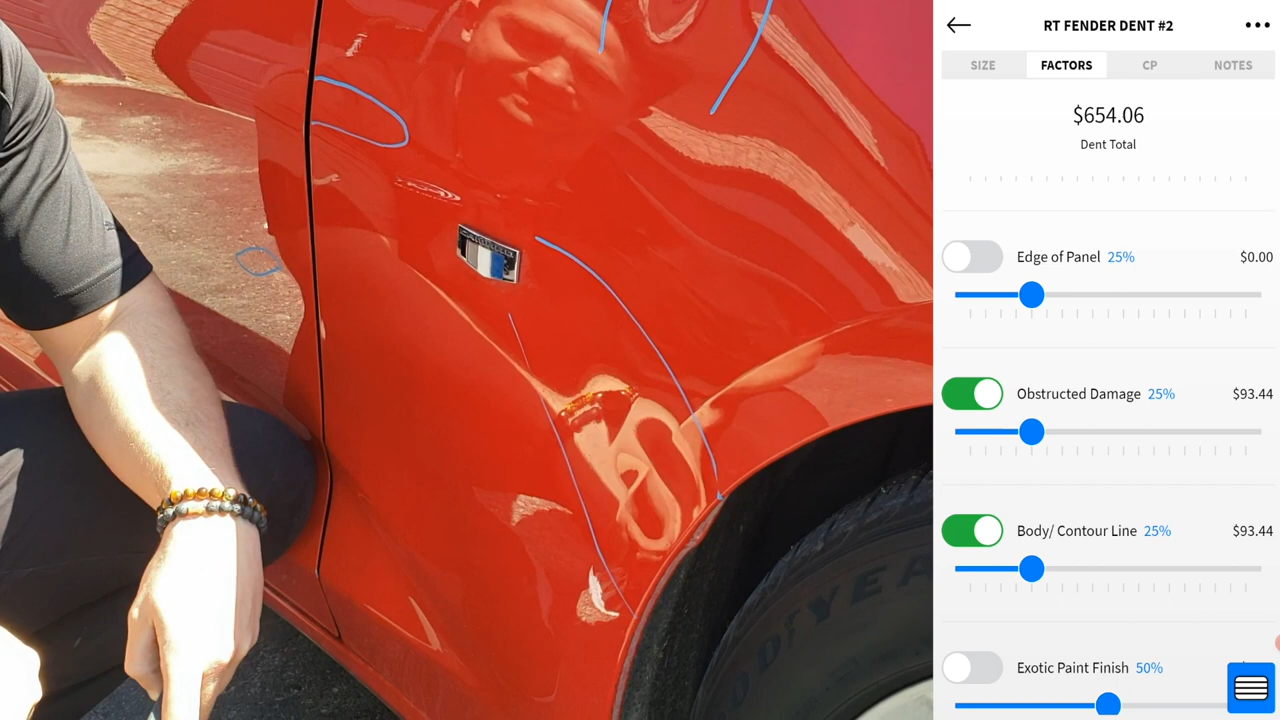 RT FENDER DENT #2
SIZE FACTORS CP NOTES
$654.06
Dent Total
Edge of Panel 25% $0.00
Obstructed Damage 25% $93.44
Body/ Contour Line 25% $93.44
Exotic Paint Finish 50%
CAMARO